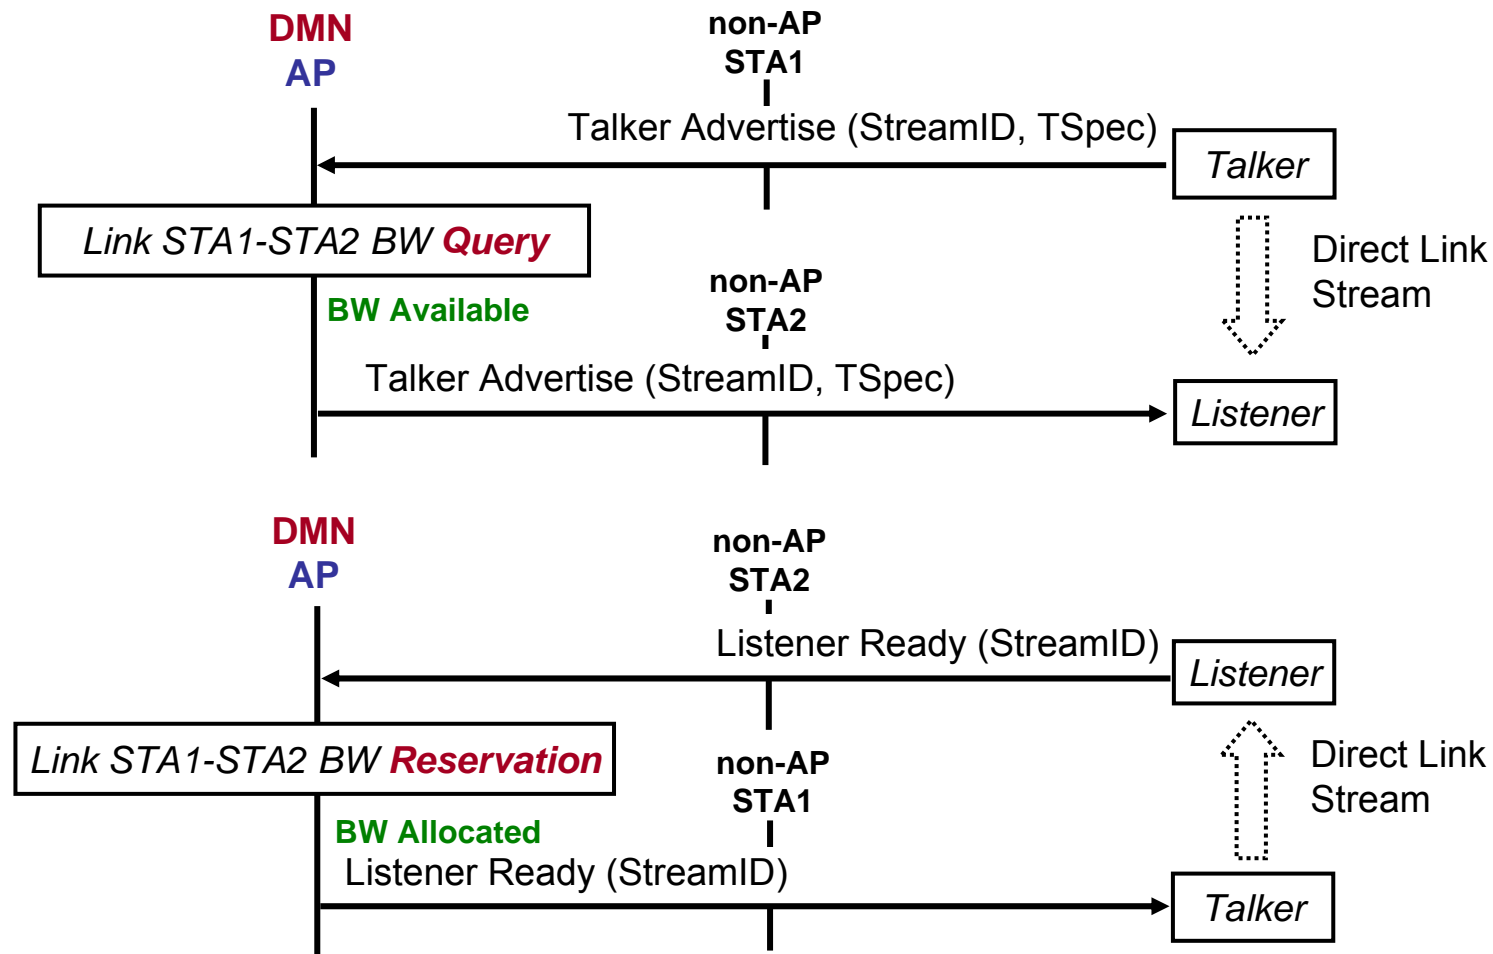 DMN
AP
non-AP
STA1
Talker Advertise (StreamID, TSpec)
Talker
Link STA1-STA2 BW Query
Direct Link
Stream
BW Available
non-AP
STA2
Talker Advertise (StreamID, TSpec)
Listener
DMN
AP
non-AP
STA2
Listener Ready (StreamID)
Listener
Link STA1-STA2 BW Reservation
non-AP
STA1
Direct Link
Stream
BW Allocated
Listener Ready (StreamID)
Talker